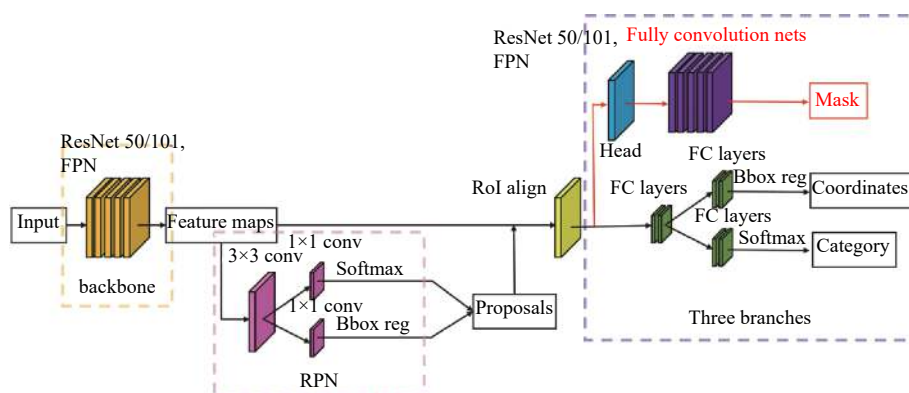 ResNet 50/101,
FPN
Fully convolution nets
Mask
Head
ResNet 50/101,
FPN
RoI align
FC layers
FC layers
Bbox reg
Coordinates
Input
Feature maps
FC layers
Softmax
Category
backbone
3×3 conv
1×1 conv
Softmax
1×1 conv
Bbox reg
Proposals
Three branches
RPN